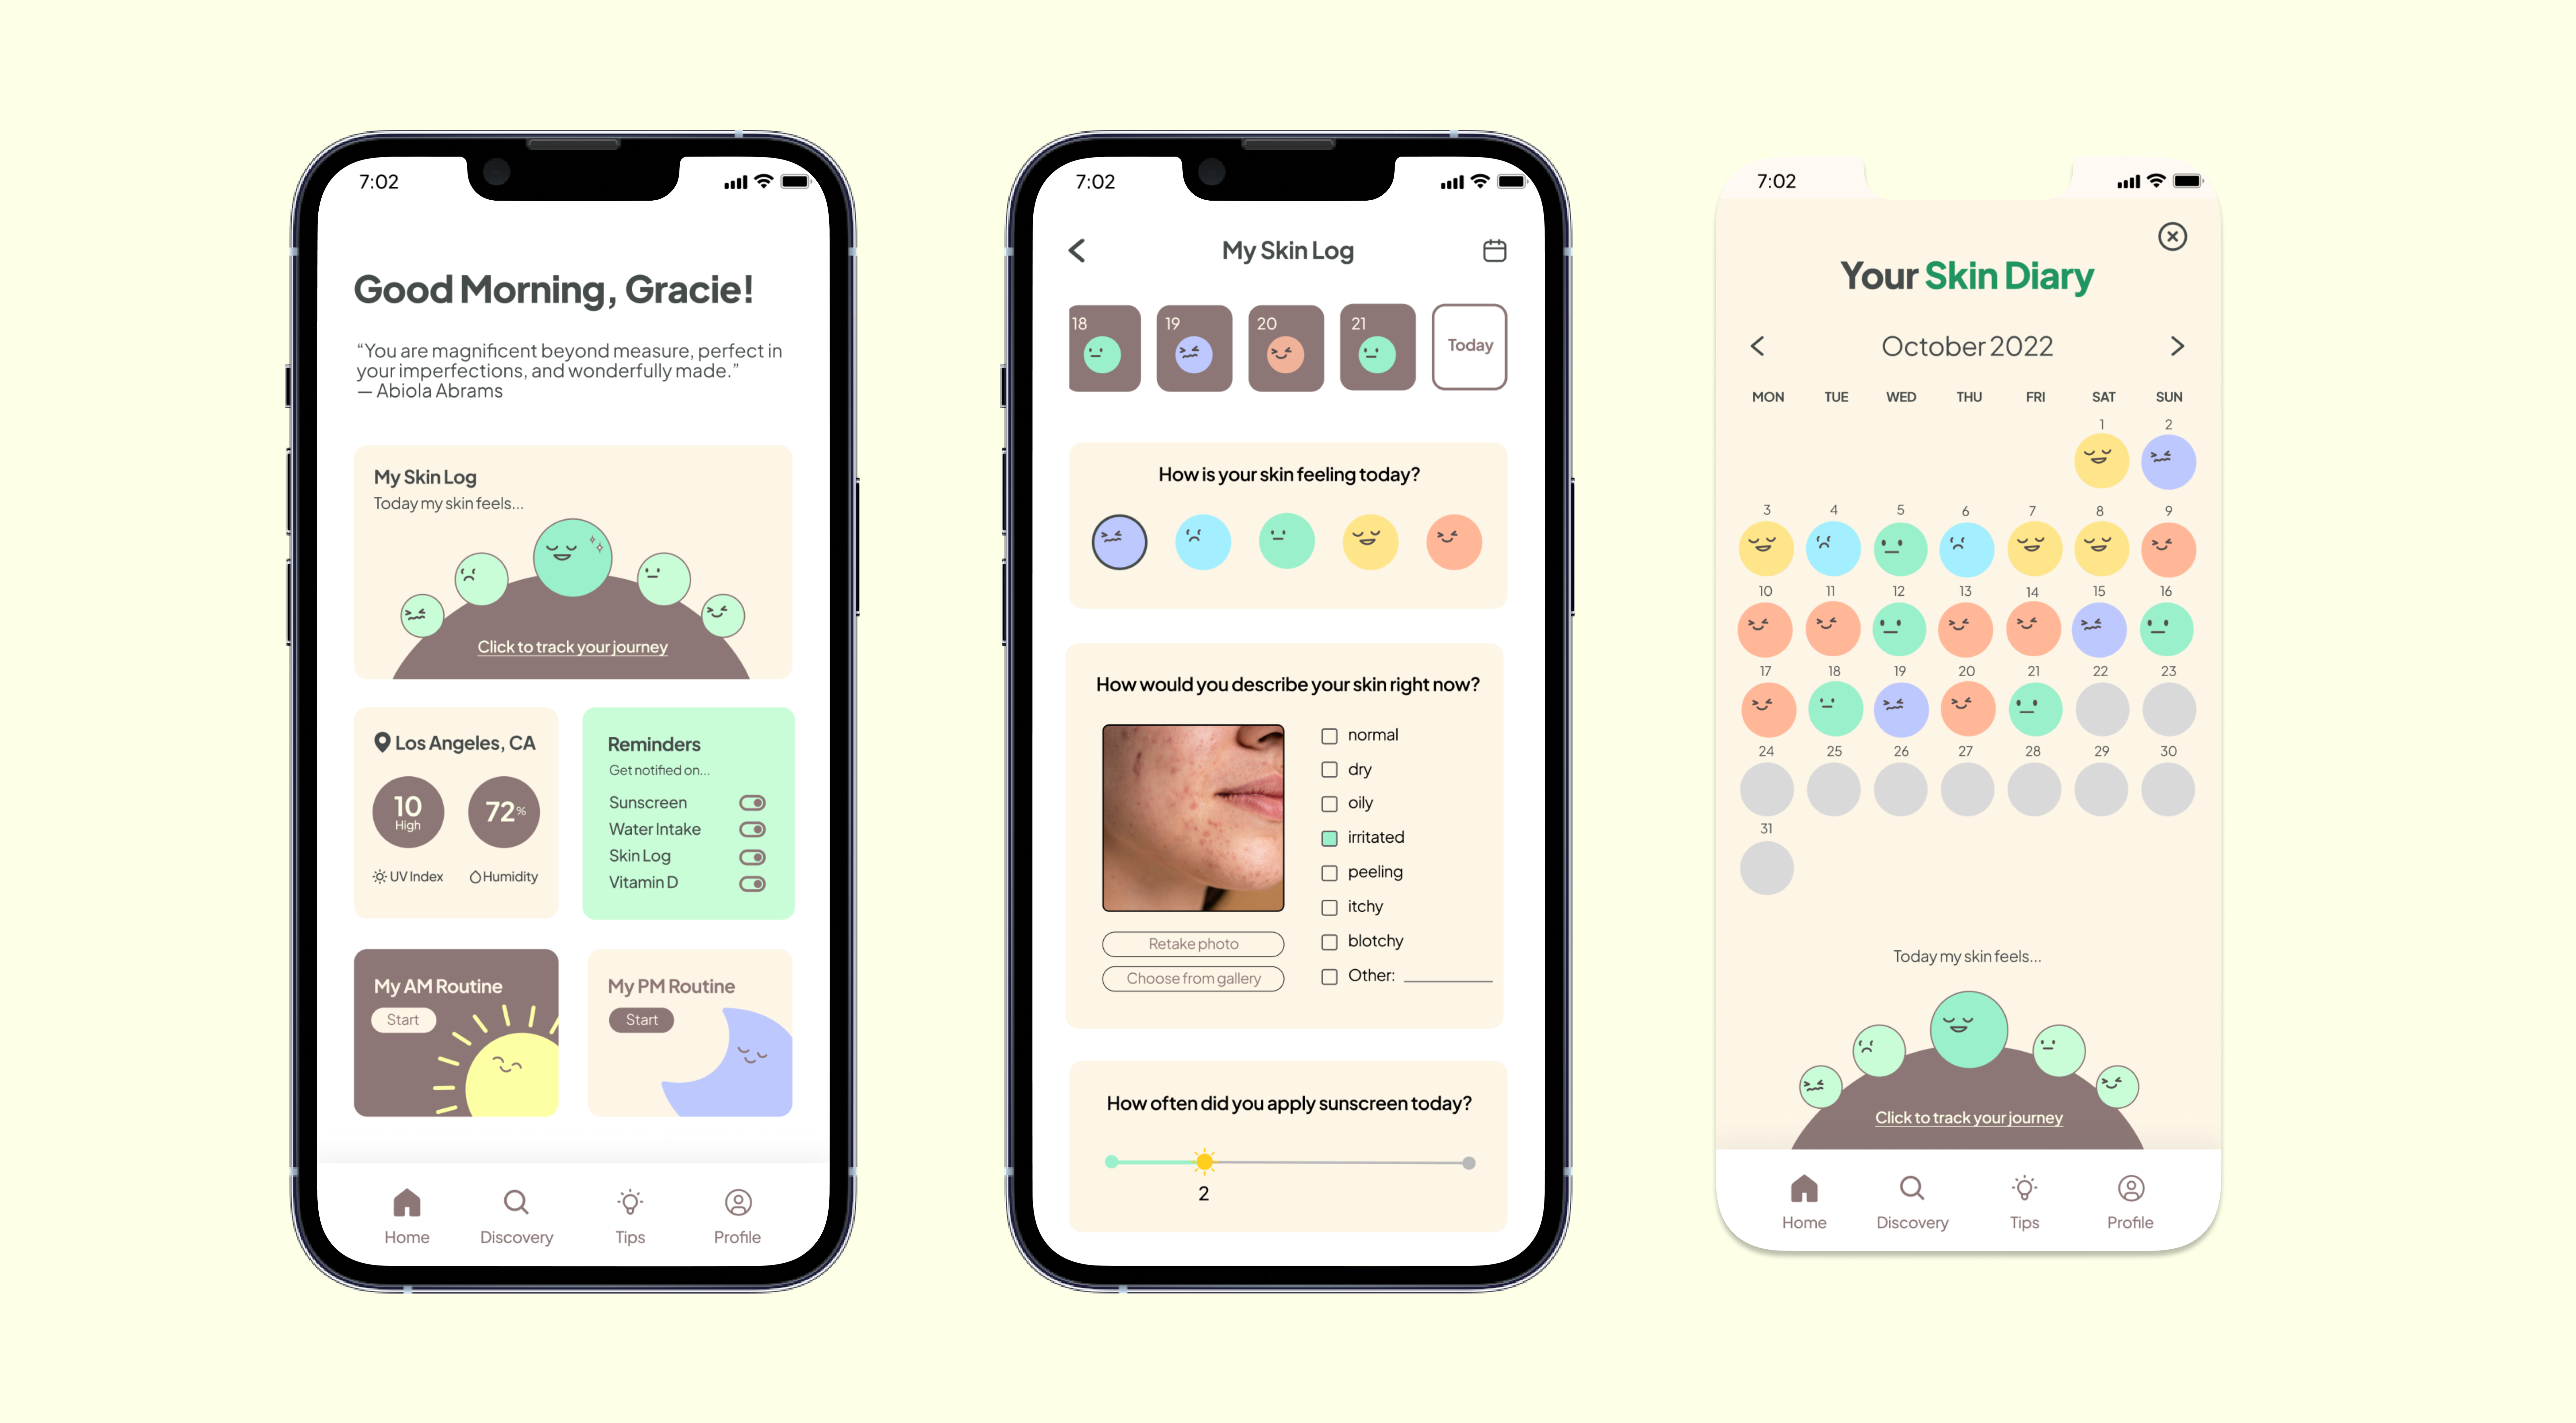 7:02
Good Morning, Gracie!
“You are magnificent beyond measure, perfect in
your imperfections, and wonderfully made.”
— Abiola Abrams
My Skin Log
Today my skin feels...
Click to track your journey
Los Angeles, CA
10
High
72%
UV Index
Humidity
Reminders
Get notified on...
Sunscreen
Water Intake
Skin Log
Vitamin D
My AM Routine
Start
My PM Routine
Start
Home
Discovery
Tips
Profile
7:02
My Skin Log
18
19
20
21
Today
How is your skin feeling today?
How would you describe your skin right now?
Retake photo
Choose from gallery
normal
dry
oily
irritated
peeling
itchy
blotchy
Other:
How often did you apply sunscreen today?
2
7:02
Your Skin Diary
October 2022
MON TUE WED THU FRI SAT SUN
1 2
3 4 5 6 7 8 9
10 11 12 13 14 15 16
17 18 19 20 21 22 23
24 25 26 27 28 29 30
31
Today my skin feels...
Click to track your journey
Home
Discovery
Tips
Profile